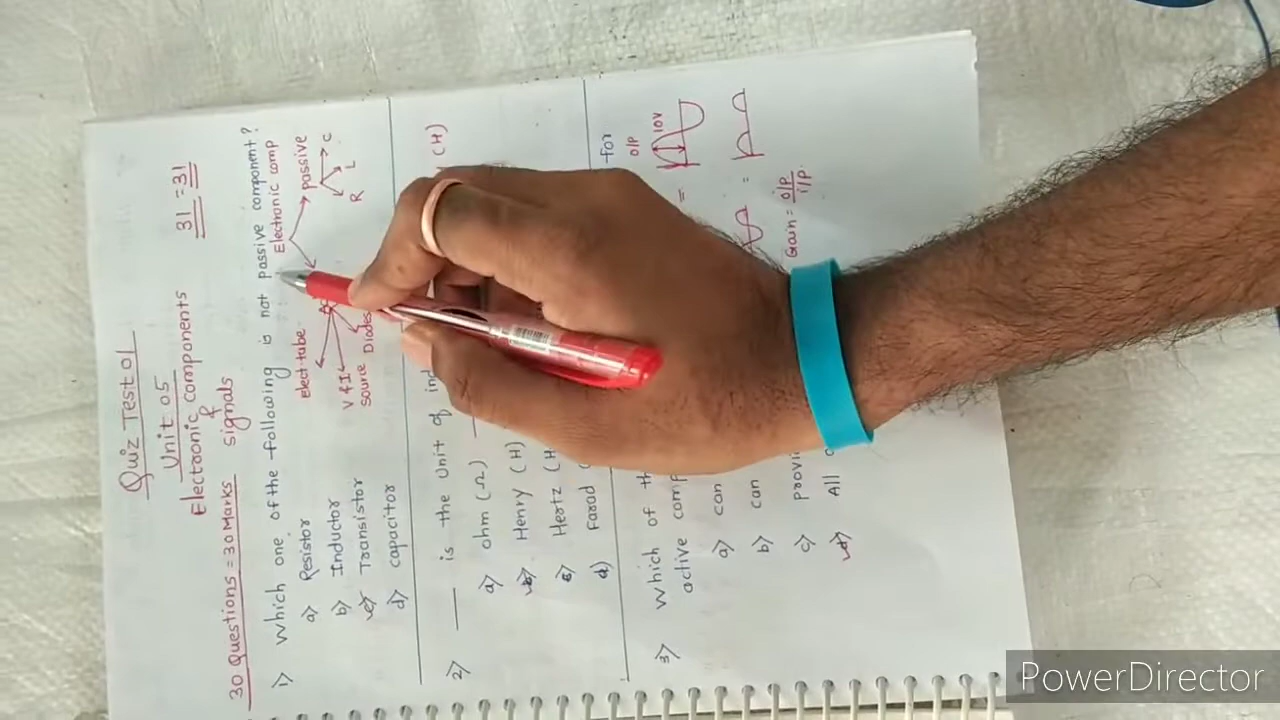 Quiz Test 01
Unit 05
Electronic components
&
signals
30 Questions = 30 Marks
31 = 31
1) Which one of the following is not passive component?
a) Resistor
b) Inductor
c) Transistor
d) capacitor
Electronic comp
passive
R L C
Elect. tube
V & I
source
Diodes
2) ___ is the Unit of
(H)
a) ohm (Ω)
b) Henry (H)
c) Hertz (H
d) Farad
3) Which of
for
active comp
a) can
b) can
c) provi
d) All
o/p
10V
=
=
Gain = o/p
i/p
PowerDirector